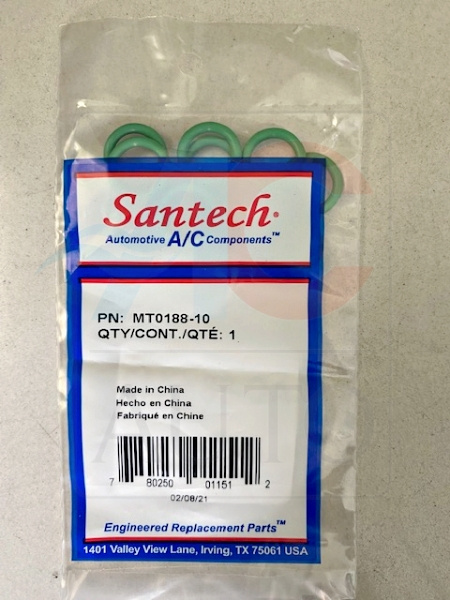 Santech
Automotive A/C Components™
PN: MT0188-10
QTY/CONT./QTÉ: 1
Made in China
Hecho en China
Fabriqué en Chine
7 80250 01151 2
02/08/21
Engineered Replacement Parts™
1401 Valley View Lane, Irving, TX 75061 USA